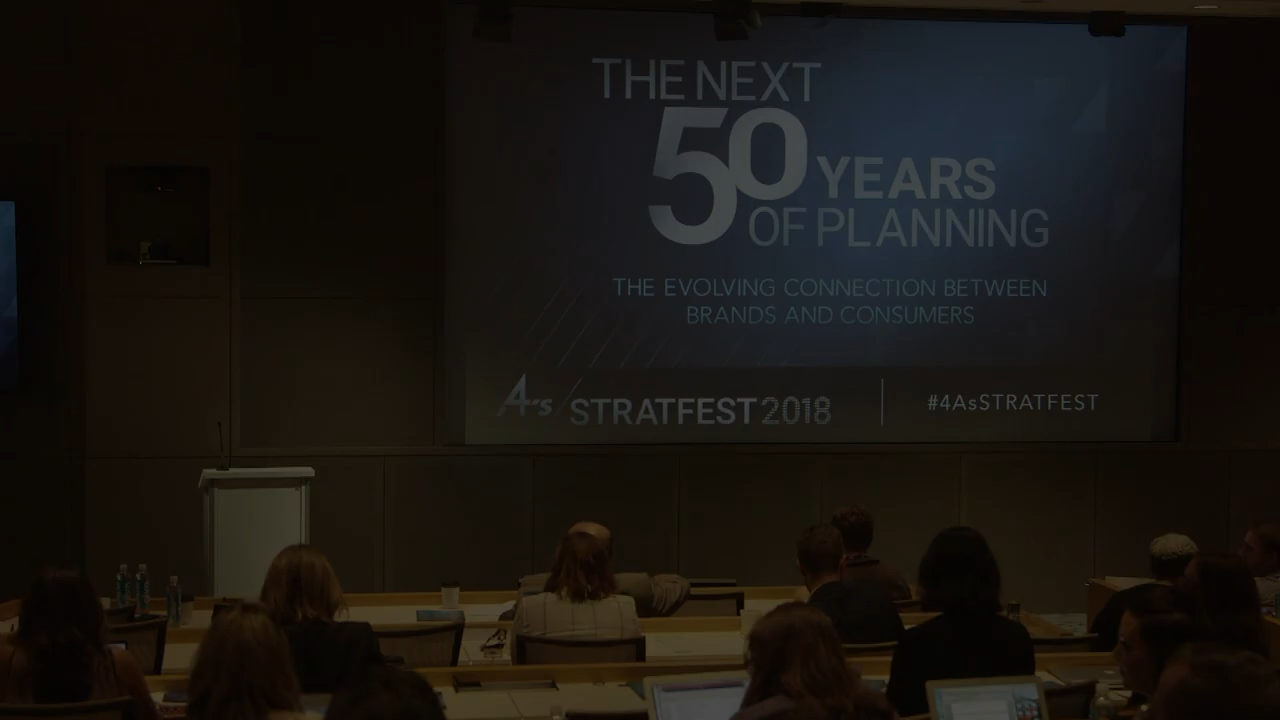 THE NEXT
50 YEARS
OF PLANNING
THE EVOLVING CONNECTION BETWEEN
BRANDS AND CONSUMERS
4A's STRATFEST 2018
#4AsSTRATFEST